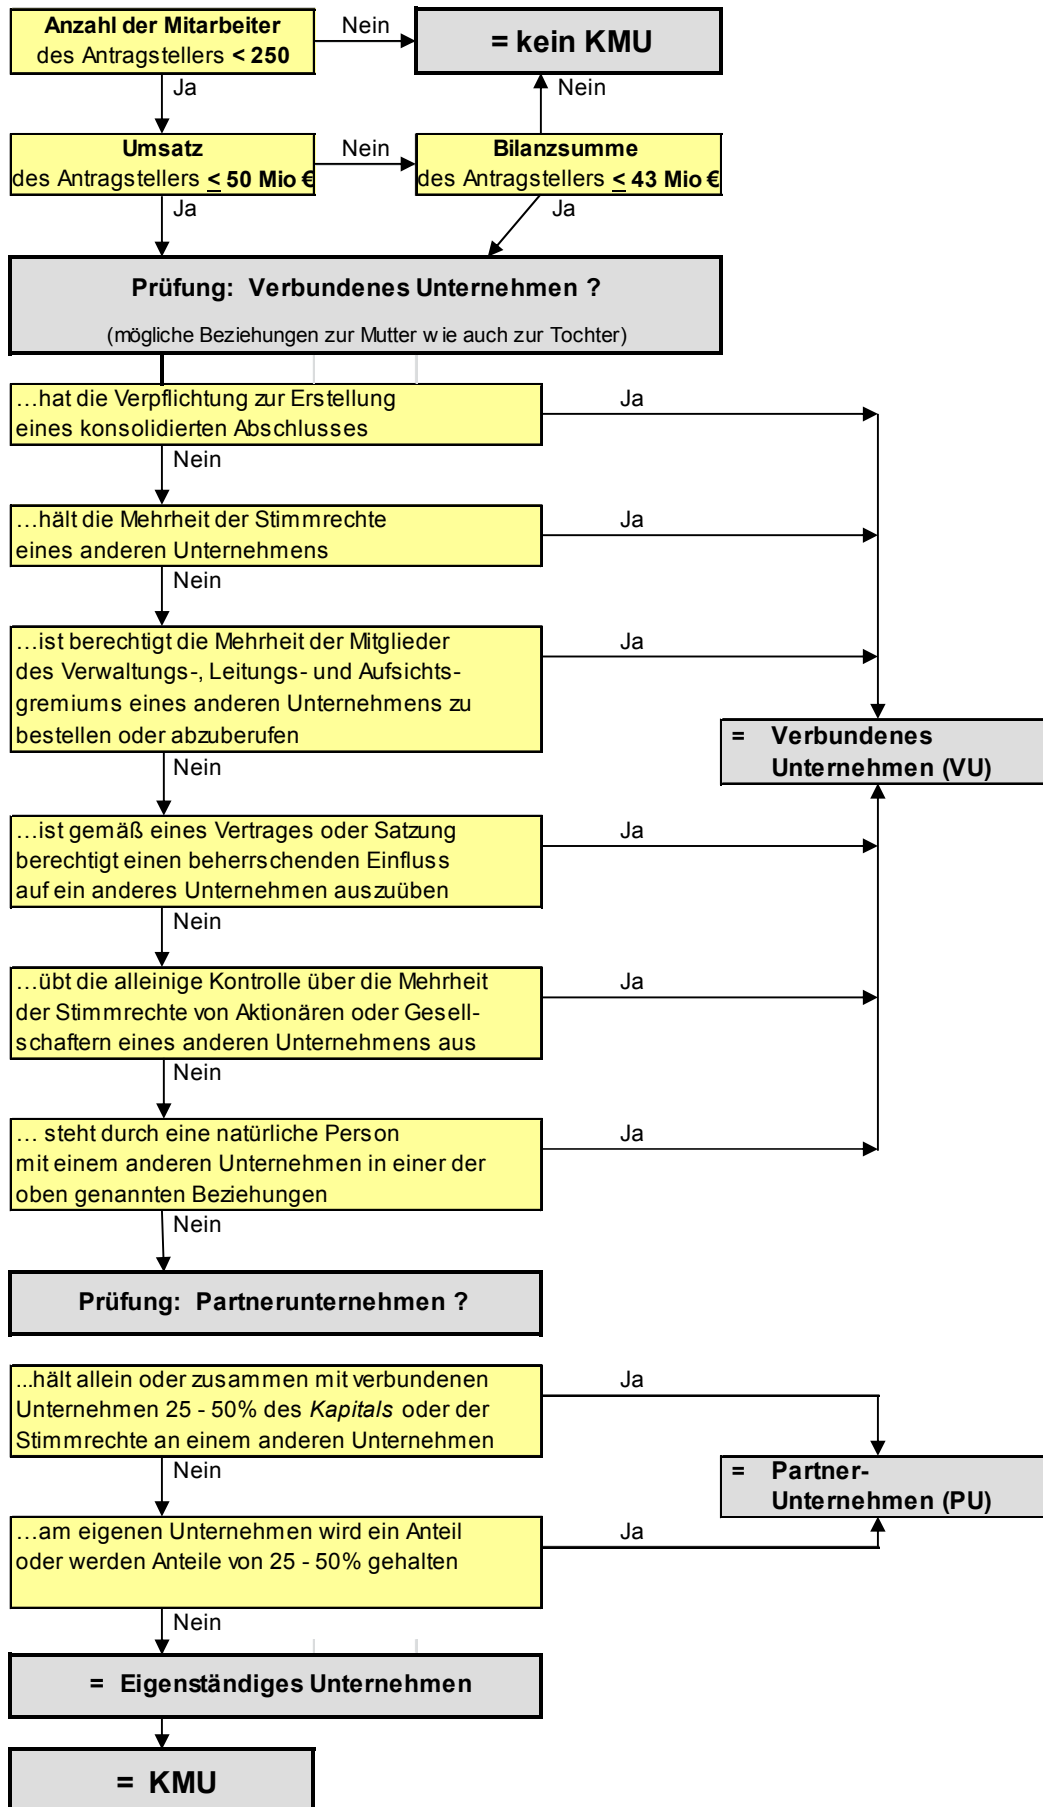 Anzahl der Mitarbeiter
des Antragstellers < 250
Nein
= kein KMU
Ja
Nein
Umsatz
des Antragstellers ≤ 50 Mio €
Nein
Bilanzsumme
des Antragstellers ≤ 43 Mio €
Ja
Ja
Prüfung: Verbundenes Unternehmen ?
(mögliche Beziehungen zur Mutter wie auch zur Tochter)
…hat die Verpflichtung zur Erstellung
eines konsolidierten Abschlusses
Ja
Nein
…hält die Mehrheit der Stimmrechte
eines anderen Unternehmens
Ja
Nein
…ist berechtigt die Mehrheit der Mitglieder
des Verwaltungs-, Leitungs- und Aufsichts-
gremiums eines anderen Unternehmens zu
bestellen oder abzuberufen
Ja
= Verbundenes
Unternehmen (VU)
Nein
…ist gemäß eines Vertrages oder Satzung
berechtigt einen beherrschenden Einfluss
auf ein anderes Unternehmen auszuüben
Ja
Nein
…übt die alleinige Kontrolle über die Mehrheit
der Stimmrechte von Aktionären oder Gesell-
schaftern eines anderen Unternehmens aus
Ja
Nein
… steht durch eine natürliche Person
mit einem anderen Unternehmen in einer der
oben genannten Beziehungen
Ja
Nein
Prüfung: Partnerunternehmen ?
...hält allein oder zusammen mit verbundenen
Unternehmen 25 - 50% des Kapitals oder der
Stimmrechte an einem anderen Unternehmen
Ja
Nein
= Partner-
Unternehmen (PU)
…am eigenen Unternehmen wird ein Anteil
oder werden Anteile von 25 - 50% gehalten
Ja
Nein
= Eigenständiges Unternehmen
= KMU